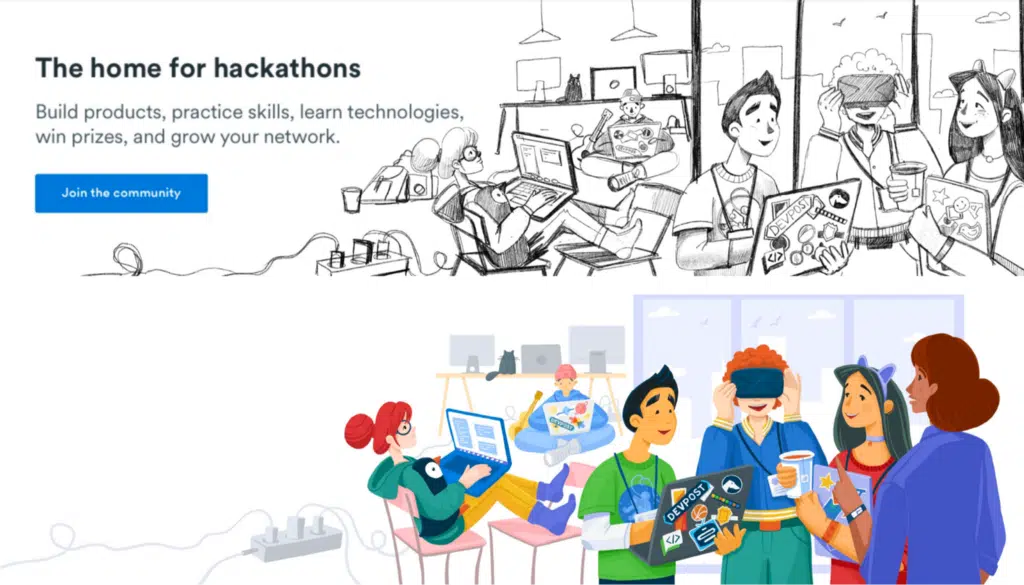 The home for hackathons
Build products, practice skills, learn technologies,
win prizes, and grow your network.
Join the community
DEVPOST
</>
DEVPOST
DEVPOST
</>